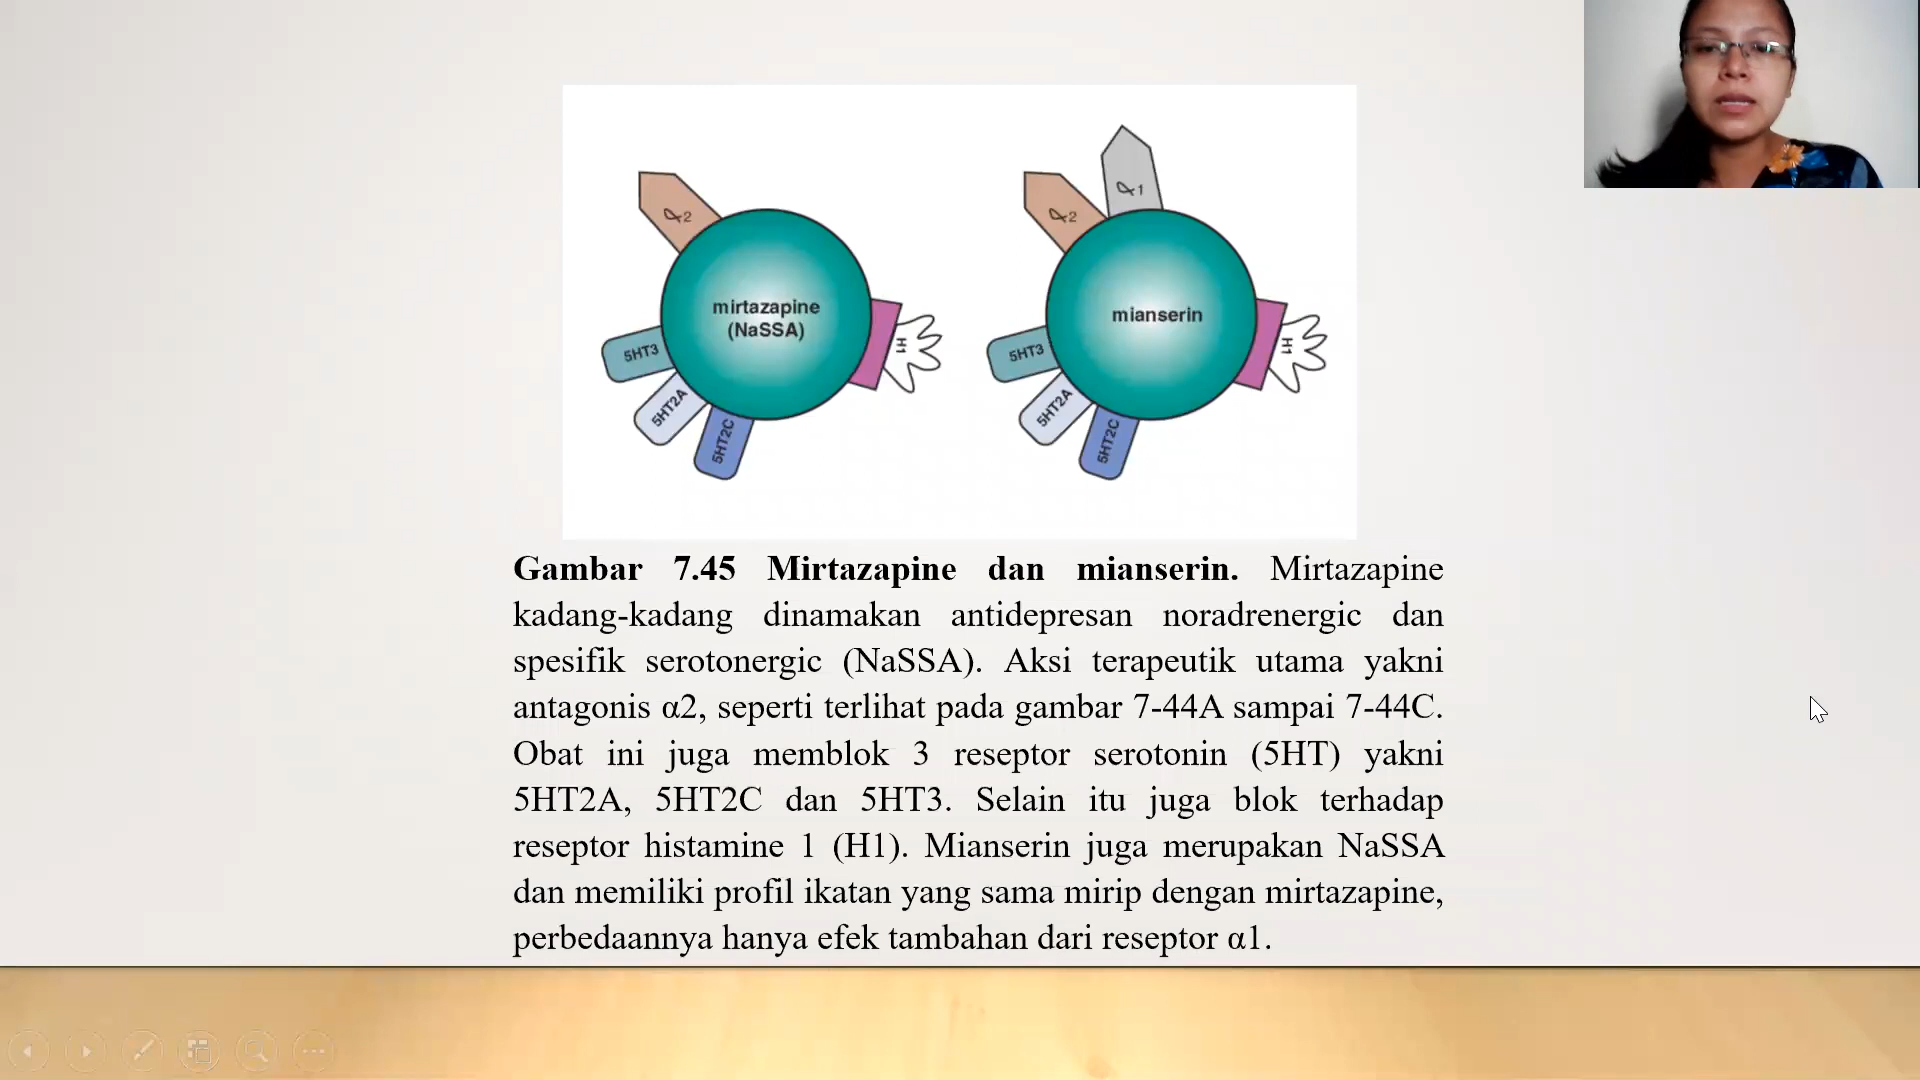 α1
α2
α2
mirtazapine
(NaSSA)
mianserin
H1
H1
5HT3
5HT3
5HT2A
5HT2A
5HT2C
5HT2C
Gambar 7.45 Mirtazapine dan mianserin. Mirtazapine
kadang-kadang dinamakan antidepresan noradrenergic dan
spesifik serotonergic (NaSSA). Aksi terapeutik utama yakni
antagonis α2, seperti terlihat pada gambar 7-44A sampai 7-44C.
Obat ini juga memblok 3 reseptor serotonin (5HT) yakni
5HT2A, 5HT2C dan 5HT3. Selain itu juga blok terhadap
reseptor histamine 1 (H1). Mianserin juga merupakan NaSSA
dan memiliki profil ikatan yang sama mirip dengan mirtazapine,
perbedaannya hanya efek tambahan dari reseptor α1.